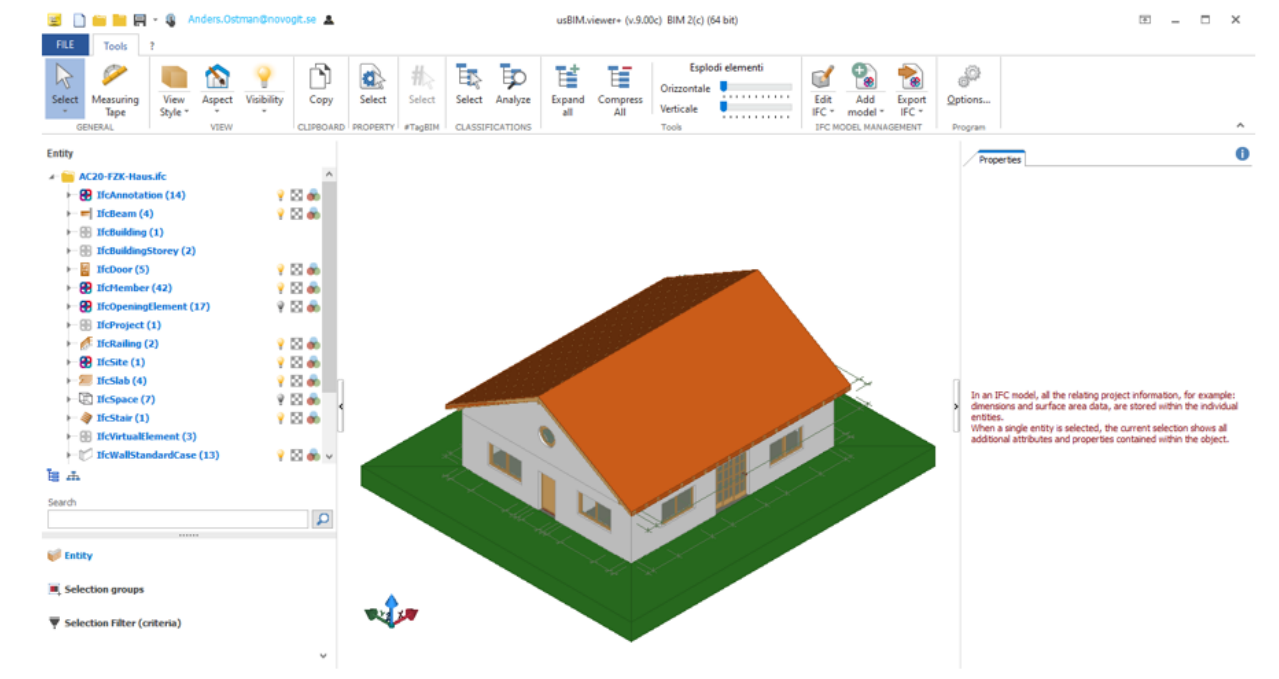 Anders.Ostman@novogit.se
usBIM.viewer+ (v.9.00c) BIM 2(c) (64 bit)
FILE
Tools
?
Select
Measuring
Tape
View
Style
Aspect
Visibility
Copy
Select
Select
Select
Analyze
Expand
all
Compress
All
Esplodi elementi
Orizzontale
Verticale
Edit
IFC
Add
model
Export
IFC
Options...
GENERAL
VIEW
CLIPBOARD
PROPERTY
#TagBIM
CLASSIFICATIONS
Tools
IFC MODEL MANAGEMENT
Program
Entity
AC20-FZK-Haus.ifc
IfcAnnotation (14)
IfcBeam (4)
IfcBuilding (1)
IfcBuildingStorey (2)
IfcDoor (5)
IfcMember (42)
IfcOpeningElement (17)
IfcProject (1)
IfcRailing (2)
IfcSite (1)
IfcSlab (4)
IfcSpace (7)
IfcStair (1)
IfcVirtualElement (3)
IfcWallStandardCase (13)
Search
Entity
Selection groups
Selection Filter (criteria)
Properties
In an IFC model, all the relating project information, for example:
dimensions and surface area data, are stored within the individual
entities.
When a single entity is selected, the current selection shows all
additional attributes and properties contained within the object.